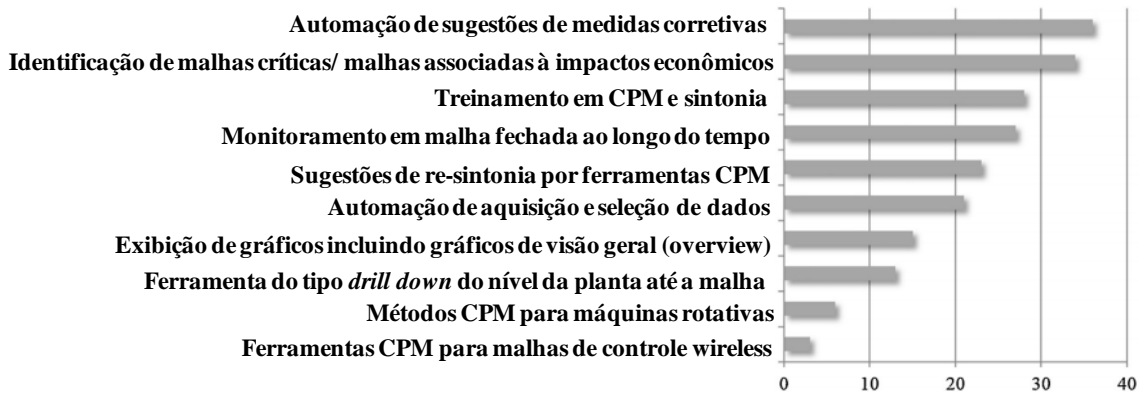 Automação de sugestões de medidas corretivas
Identificação de malhas críticas/ malhas associadas à impactos econômicos
Treinamento em CPM e sintonia
Monitoramento em malha fechada ao longo do tempo
Sugestões de re-sintonia por ferramentas CPM
Automação de aquisição e seleção de dados
Exibição de gráficos incluindo gráficos de visão geral (overview)
Ferramenta do tipo drill down do nível da planta até a malha
Métodos CPM para máquinas rotativas
Ferramentas CPM para malhas de controle wireless
0 10 20 30 40